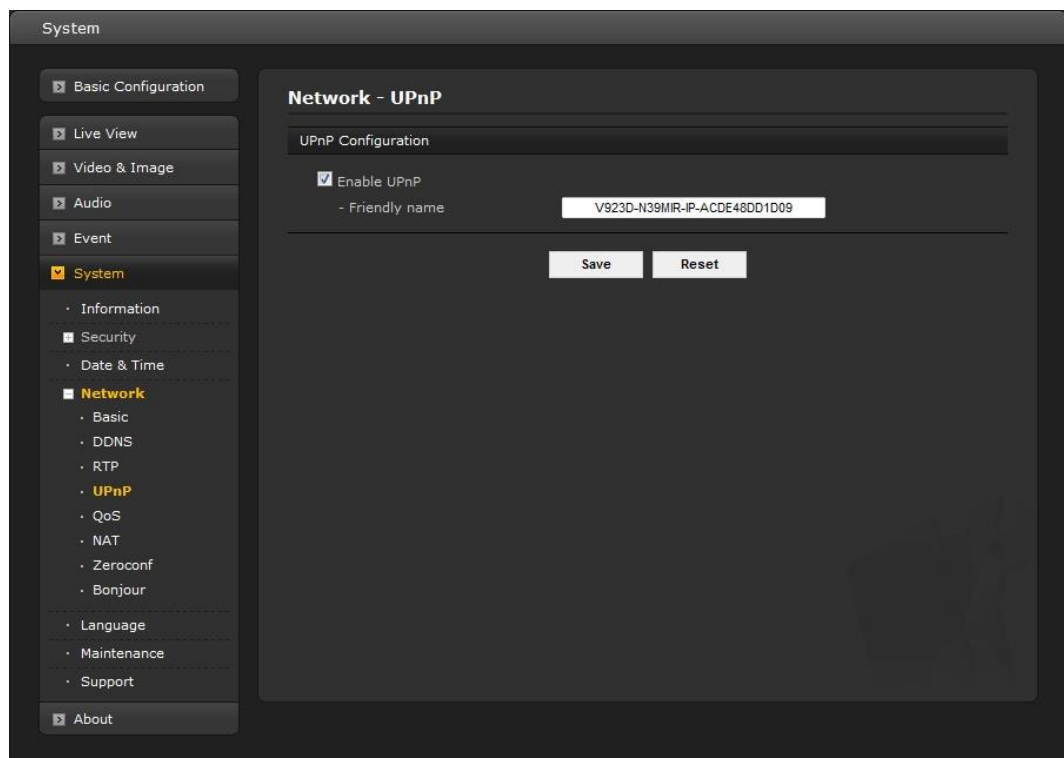 System
Basic Configuration
Live View
Video & Image
Audio
Event
System
· Information
Security
· Date & Time
Network
· Basic
· DDNS
· RTP
· UPnP
· QoS
· NAT
· Zeroconf
· Bonjour
· Language
· Maintenance
· Support
About
Network - UPnP
UPnP Configuration
Enable UPnP
- Friendly name V923D-N39MIR-IP-ACDE48DD1D09
Save Reset